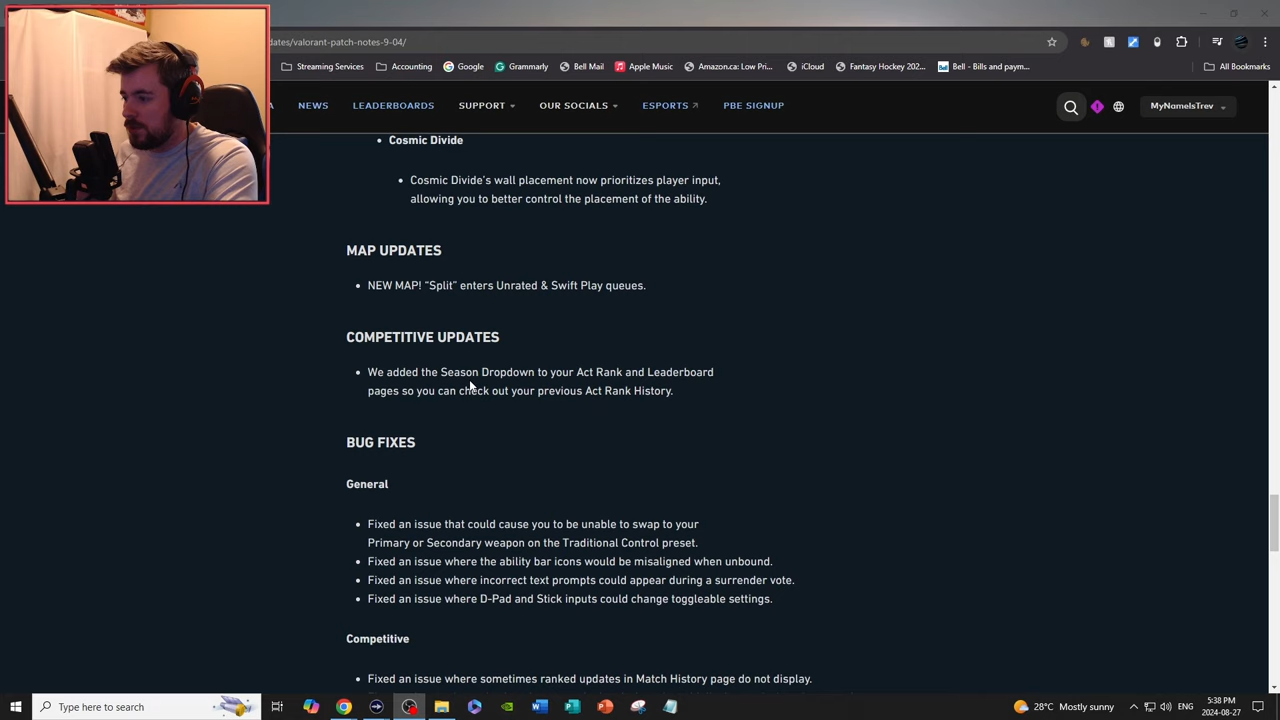 dates/valorant-patch-notes-9-04/
Streaming Services
Accounting
Google
Grammarly
Bell Mail
Apple Music
Amazon.ca: Low Pri...
iCloud
Fantasy Hockey 202...
Bell - Bills and paym...
All Bookmarks
A
NEWS
LEADERBOARDS
SUPPORT
OUR SOCIALS
ESPORTS
PBE SIGNUP
MyNameIsTrev
Cosmic Divide
Cosmic Divide's wall placement now prioritizes player input,
allowing you to better control the placement of the ability.
MAP UPDATES
NEW MAP! “Split” enters Unrated & Swift Play queues.
COMPETITIVE UPDATES
We added the Season Dropdown to your Act Rank and Leaderboard
pages so you can check out your previous Act Rank History.
BUG FIXES
General
Fixed an issue that could cause you to be unable to swap to your
Primary or Secondary weapon on the Traditional Control preset.
Fixed an issue where the ability bar icons would be misaligned when unbound.
Fixed an issue where incorrect text prompts could appear during a surrender vote.
Fixed an issue where D-Pad and Stick inputs could change toggleable settings.
Competitive
Fixed an issue where sometimes ranked updates in Match History page do not display.
Type here to search
28°C Mostly sunny
ENG
5:38 PM
2024-08-27